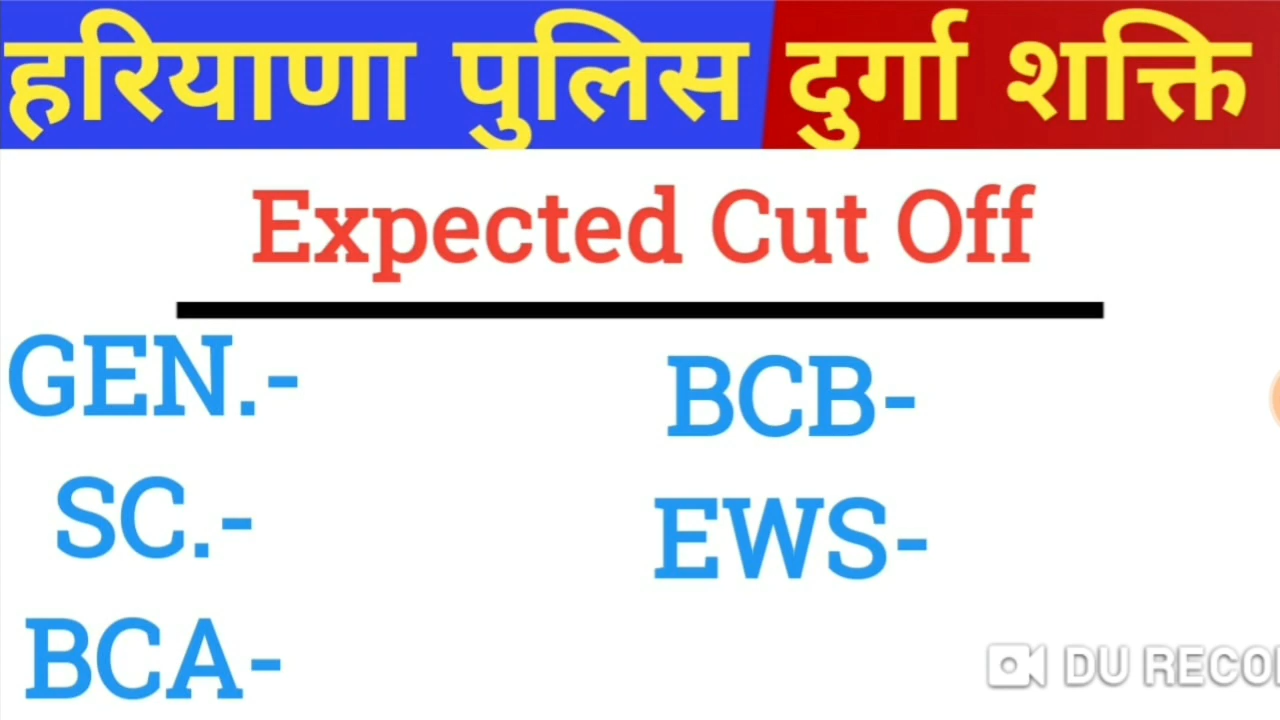 हरियाणा पुलिस दुर्गा शक्ति
Expected Cut Off
GEN.-
SC.-
BCA-
BCB-
EWS-
DU RECO